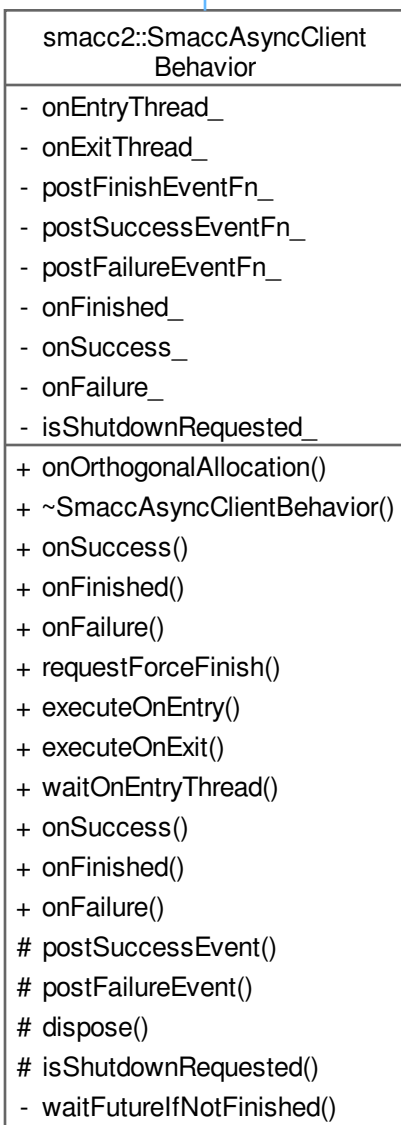 smacc2::SmaccAsyncClient
Behavior
- onEntryThread_
- onExitThread_
- postFinishEventFn_
- postSuccessEventFn_
- postFailureEventFn_
- onFinished_
- onSuccess_
- onFailure_
- isShutdownRequested_
+ onOrthogonalAllocation()
+ ~SmaccAsyncClientBehavior()
+ onSuccess()
+ onFinished()
+ onFailure()
+ requestForceFinish()
+ executeOnEntry()
+ executeOnExit()
+ waitOnEntryThread()
+ onSuccess()
+ onFinished()
+ onFailure()
# postSuccessEvent()
# postFailureEvent()
# dispose()
# isShutdownRequested()
- waitFutureIfNotFinished()